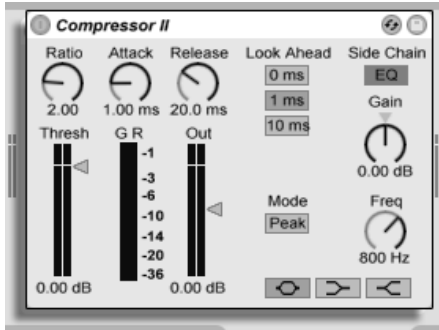 Compressor II
Ratio Attack Release Look Ahead Side Chain
2.00 1.00 ms 20.0 ms
0 ms
1 ms
10 ms
EQ
Gain
0.00 dB
Thresh G R Out
-1
-3
-6
-10
-14
-20
-36
0.00 dB 0.00 dB
Mode
Peak
Freq
800 Hz